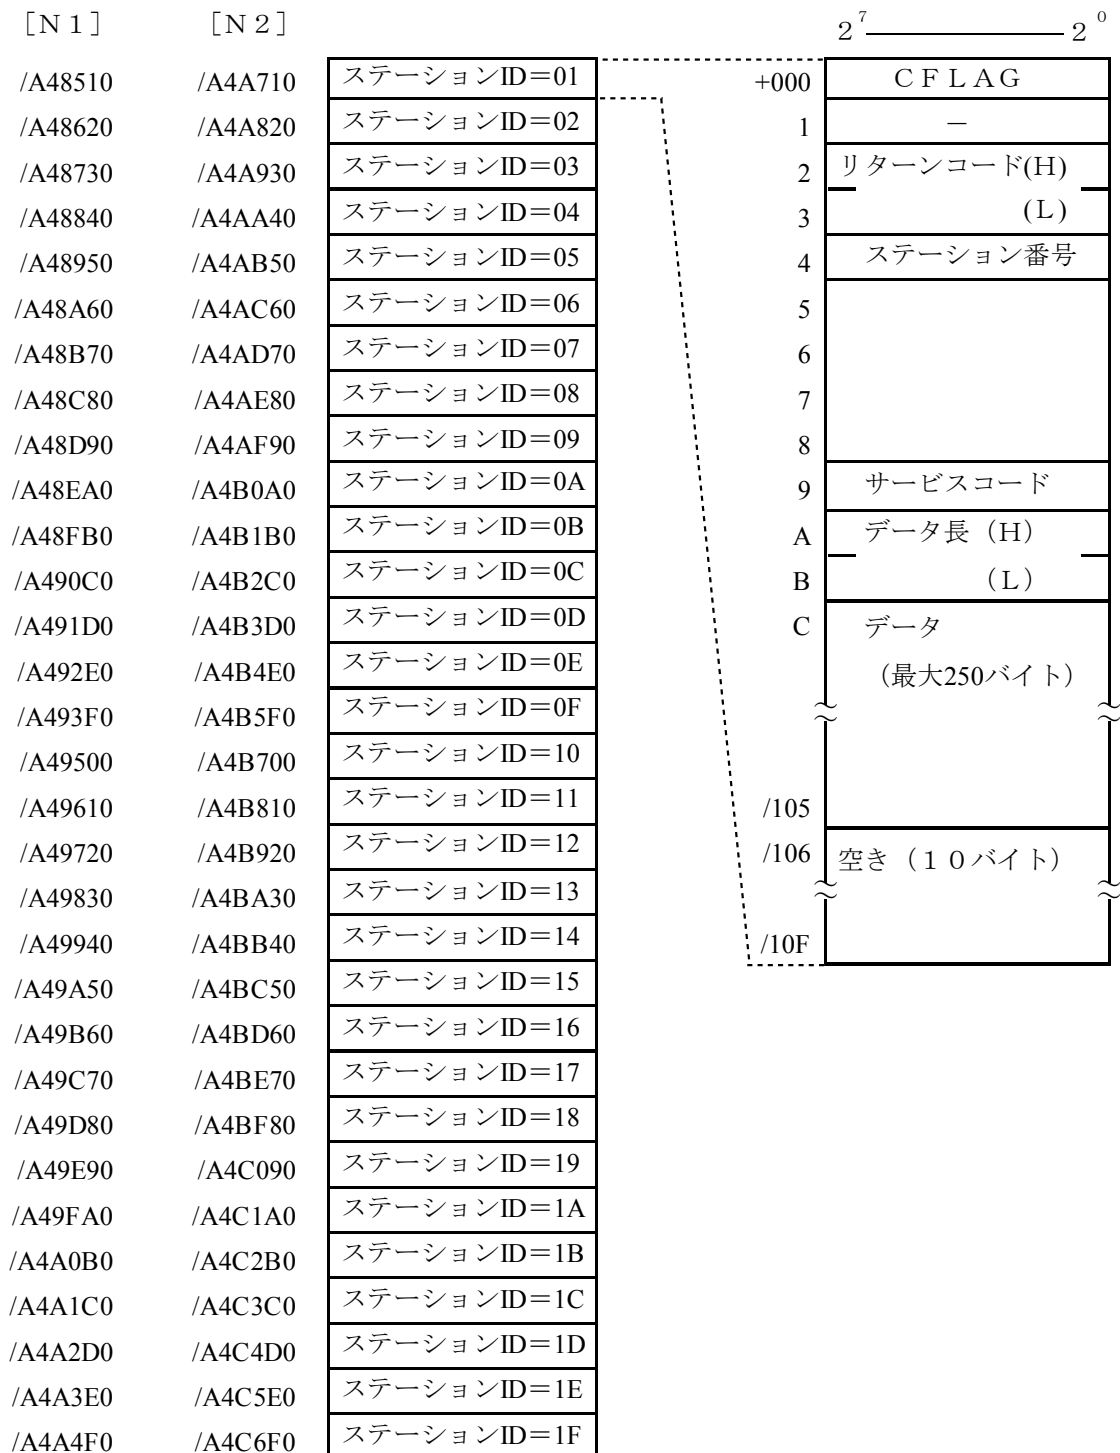 ［Ｎ１］ ［Ｎ２］ 2⁷ 2⁰
/A48510 /A4A710 ステーションID＝01 +000 ＣＦＬＡＧ
/A48620 /A4A820 ステーションID＝02 1 －
/A48730 /A4A930 ステーションID＝03 2 リターンコード(H)
/A48840 /A4AA40 ステーションID＝04 3 (Ｌ)
/A48950 /A4AB50 ステーションID＝05 4 ステーション番号
/A48A60 /A4AC60 ステーションID＝06 5
/A48B70 /A4AD70 ステーションID＝07 6
/A48C80 /A4AE80 ステーションID＝08 7
/A48D90 /A4AF90 ステーションID＝09 8
/A48EA0 /A4B0A0 ステーションID＝0A 9 サービスコード
/A48FB0 /A4B1B0 ステーションID＝0B A データ長（H）
/A490C0 /A4B2C0 ステーションID＝0C B （Ｌ）
/A491D0 /A4B3D0 ステーションID＝0D C データ
/A492E0 /A4B4E0 ステーションID＝0E （最大250バイト）
/A493F0 /A4B5F0 ステーションID＝0F
/A49500 /A4B700 ステーションID＝10
/A49610 /A4B810 ステーションID＝11 /105
/A49720 /A4B920 ステーションID＝12 /106 空き（１０バイト）
/A49830 /A4BA30 ステーションID＝13
/A49940 /A4BB40 ステーションID＝14 /10F
/A49A50 /A4BC50 ステーションID＝15
/A49B60 /A4BD60 ステーションID＝16
/A49C70 /A4BE70 ステーションID＝17
/A49D80 /A4BF80 ステーションID＝18
/A49E90 /A4C090 ステーションID＝19
/A49FA0 /A4C1A0 ステーションID＝1A
/A4A0B0 /A4C2B0 ステーションID＝1B
/A4A1C0 /A4C3C0 ステーションID＝1C
/A4A2D0 /A4C4D0 ステーションID＝1D
/A4A3E0 /A4C5E0 ステーションID＝1E
/A4A4F0 /A4C6F0 ステーションID＝1F